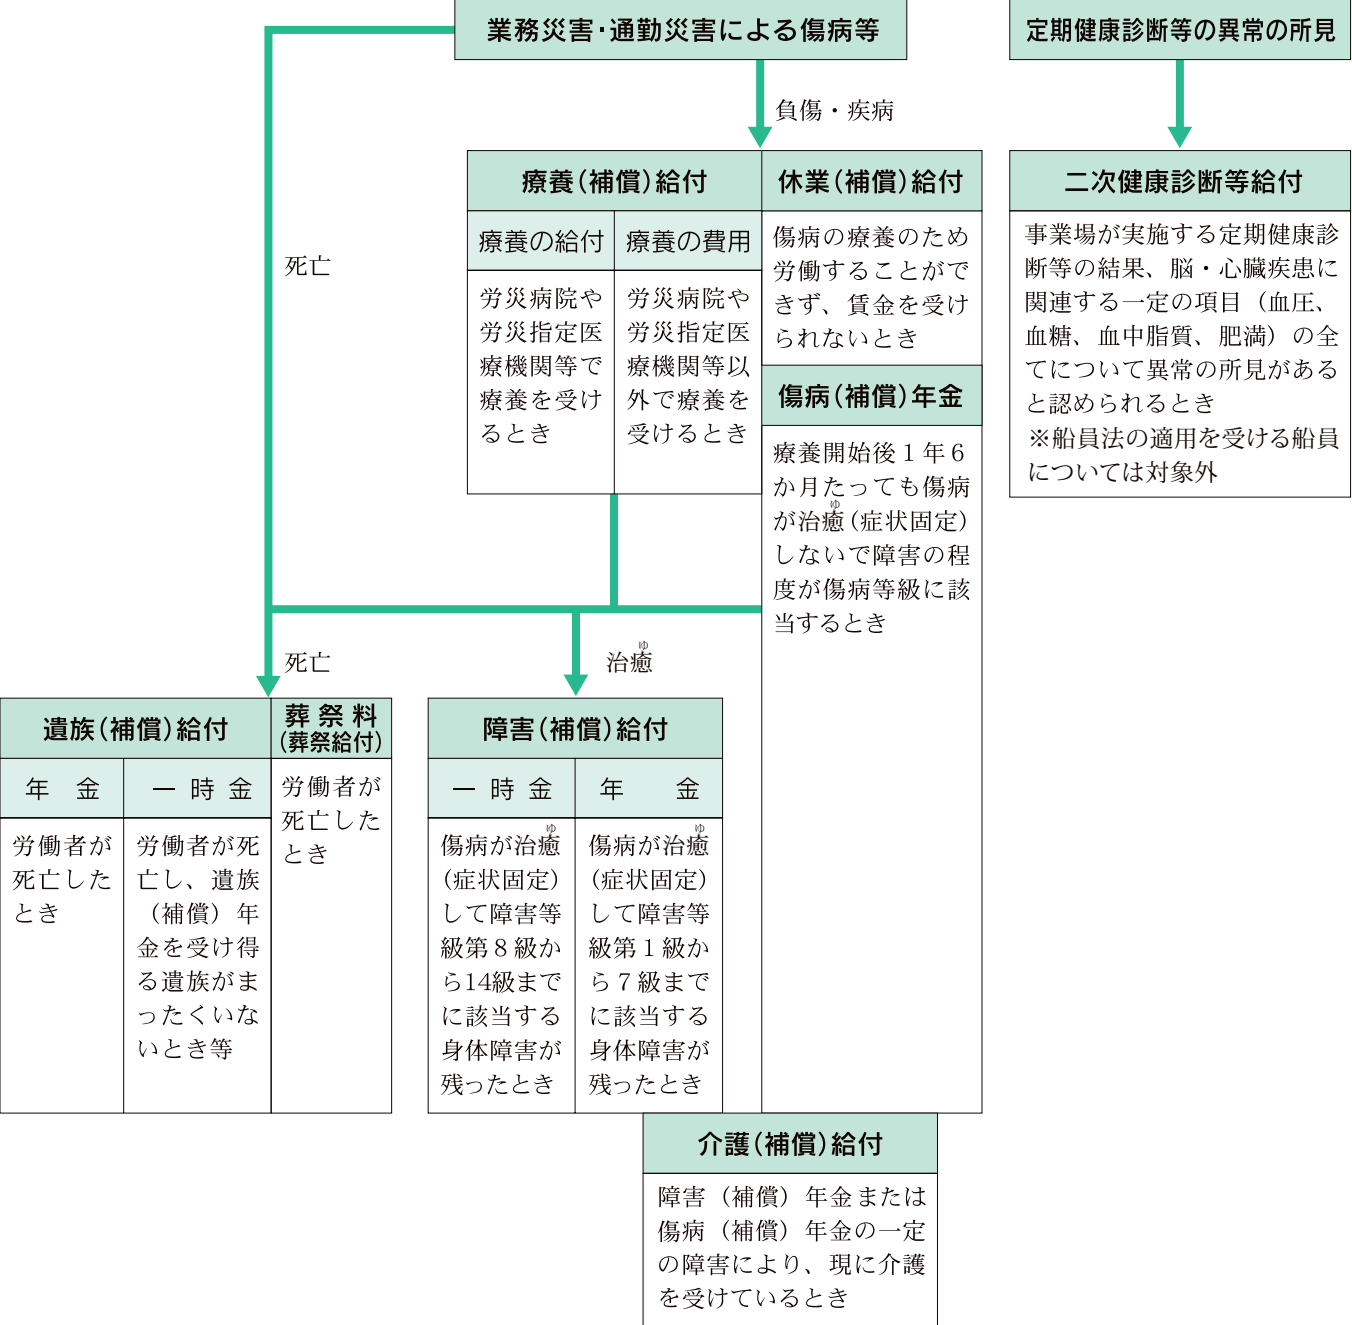 業務災害・通勤災害による傷病等
定期健康診断等の異常の所見
負傷・疾病
死亡
療養(補償)給付
療養の給付
労災病院や
労災指定医
療機関等で
療養を受け
るとき
療養の費用
労災病院や
労災指定医
療機関等以
外で療養を
受けるとき
休業(補償)給付
傷病の療養のため
労働することがで
きず、賃金を受け
られないとき
傷病(補償)年金
療養開始後1年6
か月たっても傷病
ゆ
が治癒(症状固定)
しないで障害の程
度が傷病等級に該
当するとき
二次健康診断等給付
事業場が実施する定期健康診
断等の結果、脳・心臓疾患に
関連する一定の項目（血圧、
血糖、血中脂質、肥満）の全
てについて異常の所見がある
と認められるとき
※船員法の適用を受ける船員
については対象外
死亡
ゆ
治癒
遺族(補償)給付
年 金
労働者が
死亡した
とき
一 時 金
労働者が死
亡し、遺族
（補償）年
金を受け得
る遺族がま
ったくいな
いとき等
葬 祭 料
(葬祭給付)
労働者が
死亡した
とき
障害(補償)給付
一 時 金
ゆ
傷病が治癒
(症状固定)
して障害等
級第8級か
ら14級まで
に該当する
身体障害が
残ったとき
年 金
ゆ
傷病が治癒
(症状固定)
して障害等
級第1級か
ら7級まで
に該当する
身体障害が
残ったとき
介護(補償)給付
障害（補償）年金または
傷病（補償）年金の一定
の障害により、現に介護
を受けているとき